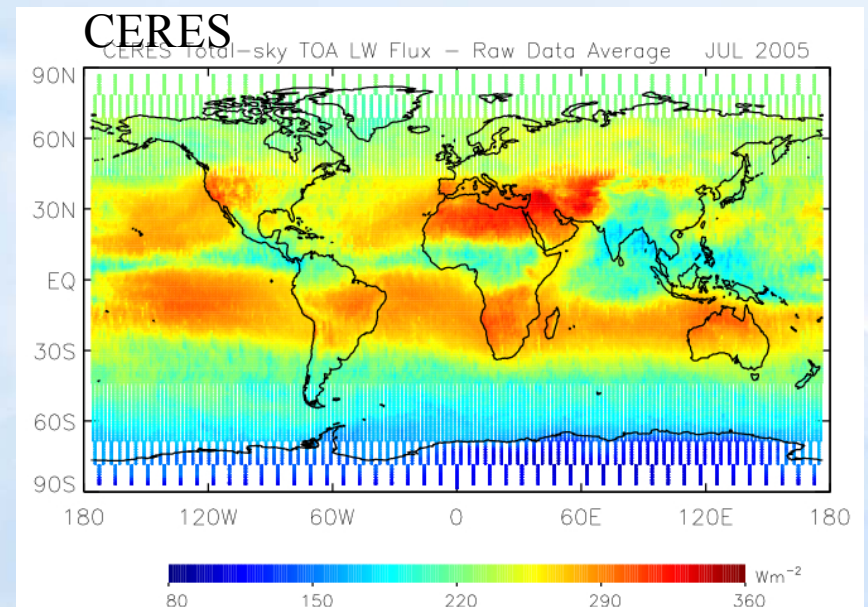 CERES
CERES Total-sky TOA LW Flux - Raw Data Average JUL 2005
90N
60N
30N
EQ
30S
60S
90S
180 120W 60W 0 60E 120E 180
Wm⁻²
80 150 220 290 360